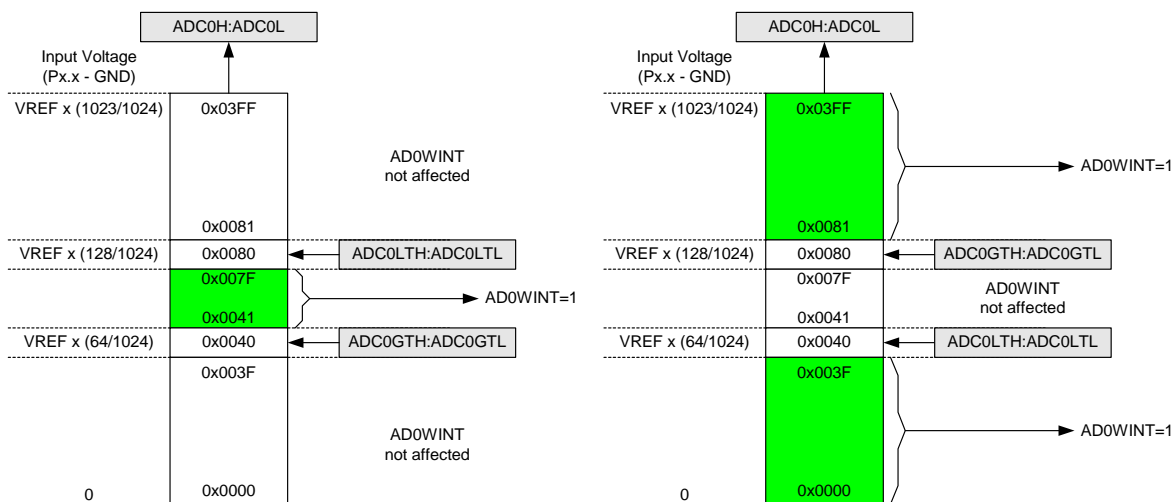 ADC0H:ADC0L
Input Voltage
(Px.x - GND)
VREF x (1023/1024)
0x03FF
AD0WINT
not affected
0x0081
VREF x (128/1024)
0x0080
ADC0LTH:ADC0LTL
0x007F
AD0WINT=1
0x0041
VREF x (64/1024)
0x0040
ADC0GTH:ADC0GTL
0x003F
AD0WINT
not affected
0
0x0000
ADC0H:ADC0L
Input Voltage
(Px.x - GND)
VREF x (1023/1024)
0x03FF
AD0WINT=1
0x0081
VREF x (128/1024)
0x0080
ADC0GTH:ADC0GTL
0x007F
AD0WINT
not affected
0x0041
VREF x (64/1024)
0x0040
ADC0LTH:ADC0LTL
0x003F
AD0WINT=1
0
0x0000